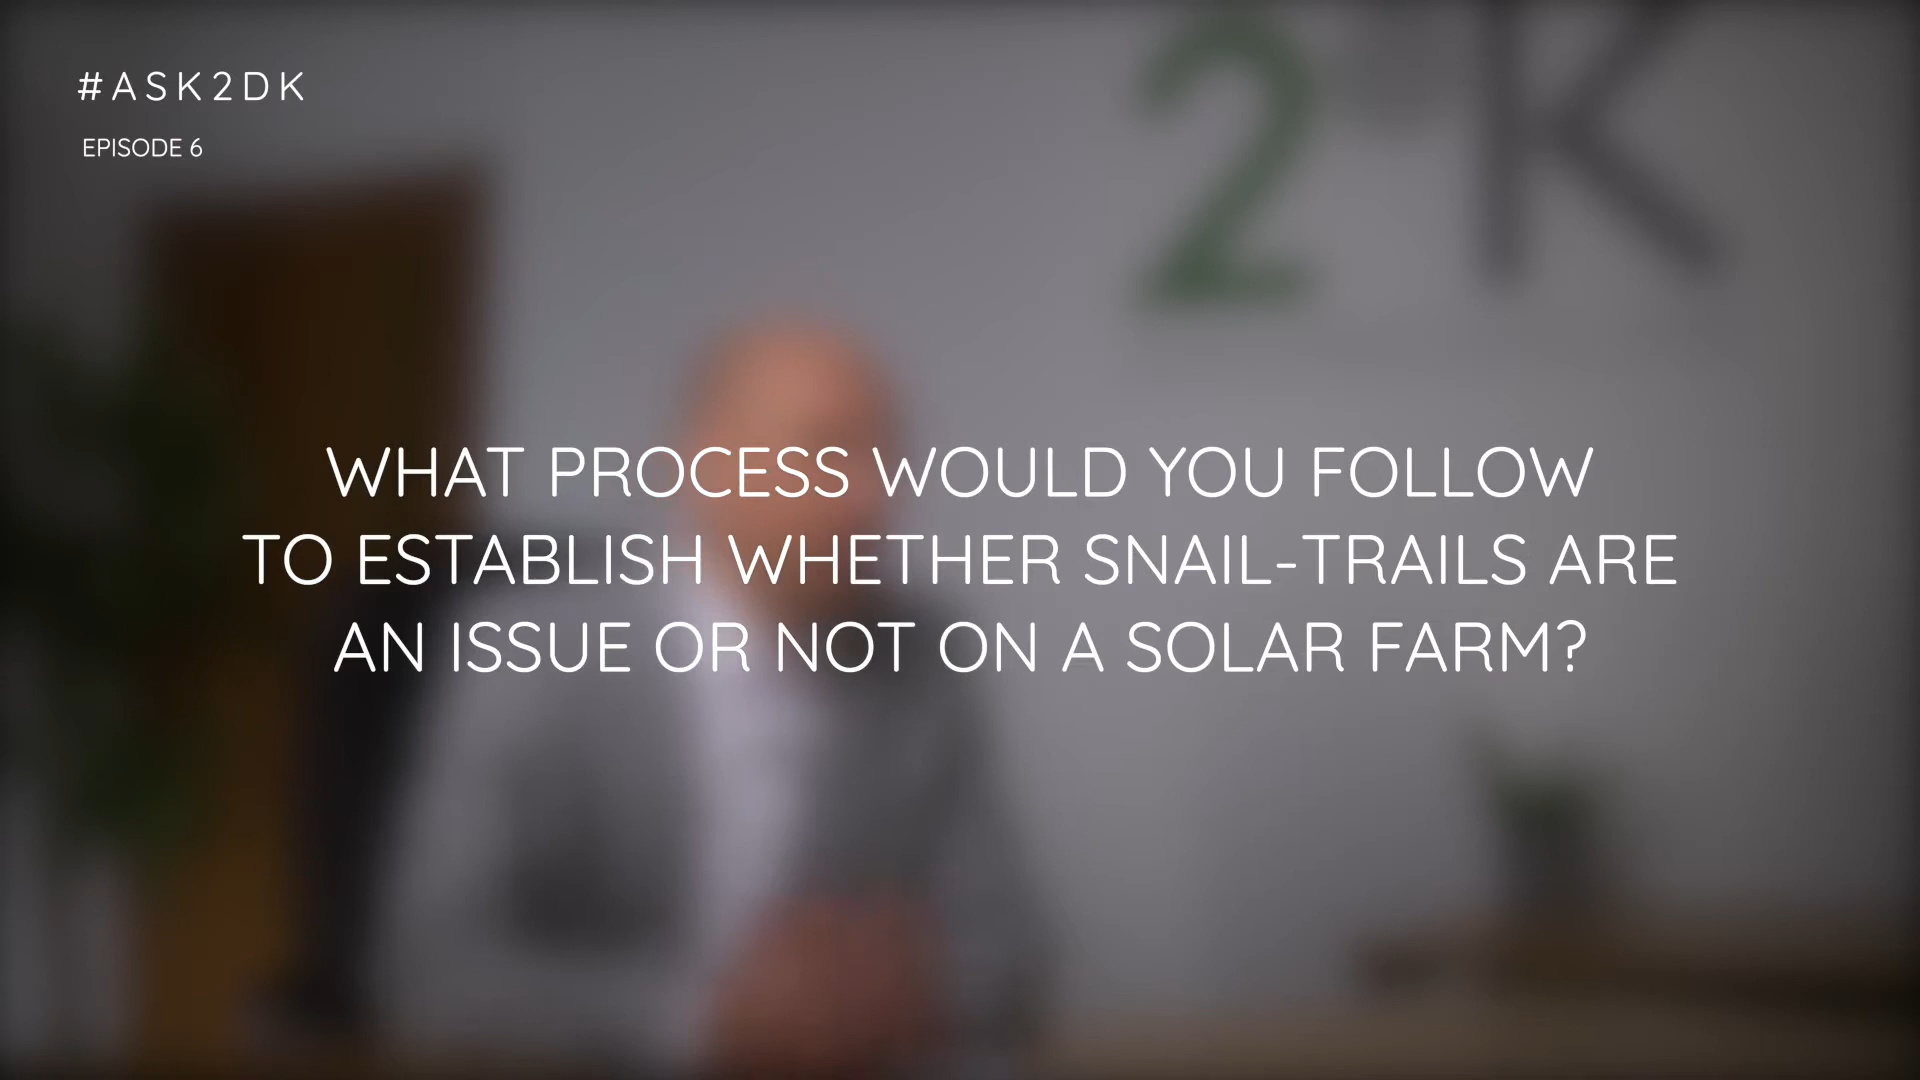 #ASK2DK
EPISODE 6
2°K
WHAT PROCESS WOULD YOU FOLLOW
TO ESTABLISH WHETHER SNAIL-TRAILS ARE
AN ISSUE OR NOT ON A SOLAR FARM?